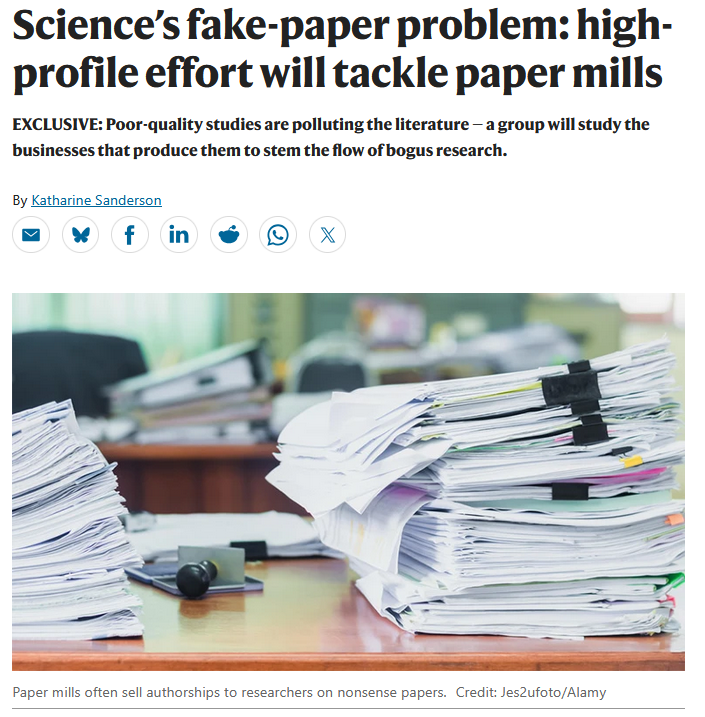 Science’s fake-paper problem: high-
profile effort will tackle paper mills
EXCLUSIVE: Poor-quality studies are polluting the literature — a group will study the
businesses that produce them to stem the flow of bogus research.
By Katharine Sanderson
Paper mills often sell authorships to researchers on nonsense papers. Credit: Jes2ufoto/Alamy